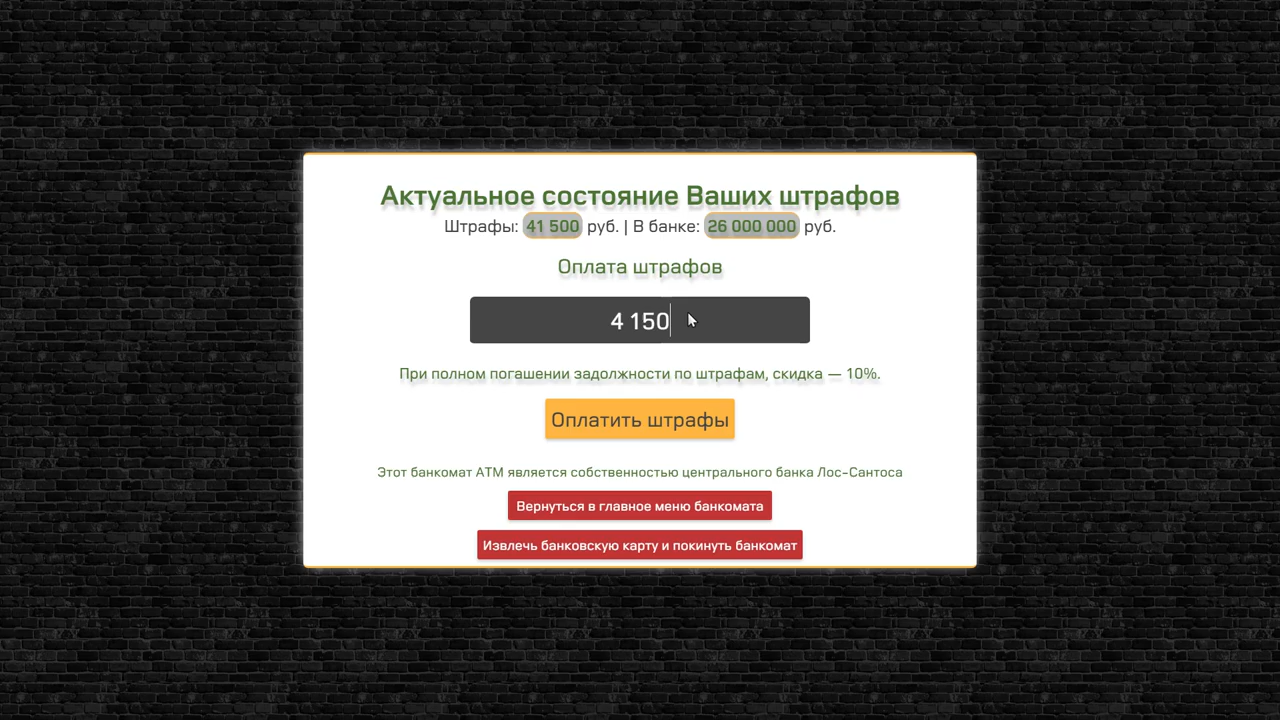 Актуальное состояние Ваших штрафов
Штрафы: 41 500 руб. | В банке: 26 000 000 руб.
Оплата штрафов
4 150
При полном погашении задолжности по штрафам, скидка — 10%.
Оплатить штрафы
Этот банкомат ATM является собственностью центрального банка Лос-Сантоса
Вернуться в главное меню банкомата
Извлечь банковскую карту и покинуть банкомат